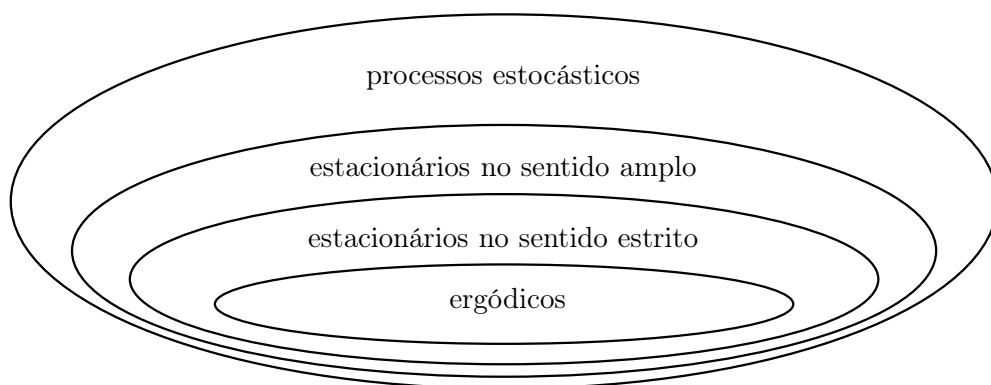 processos estocásticos
estacionários no sentido amplo
estacionários no sentido estrito
ergódicos